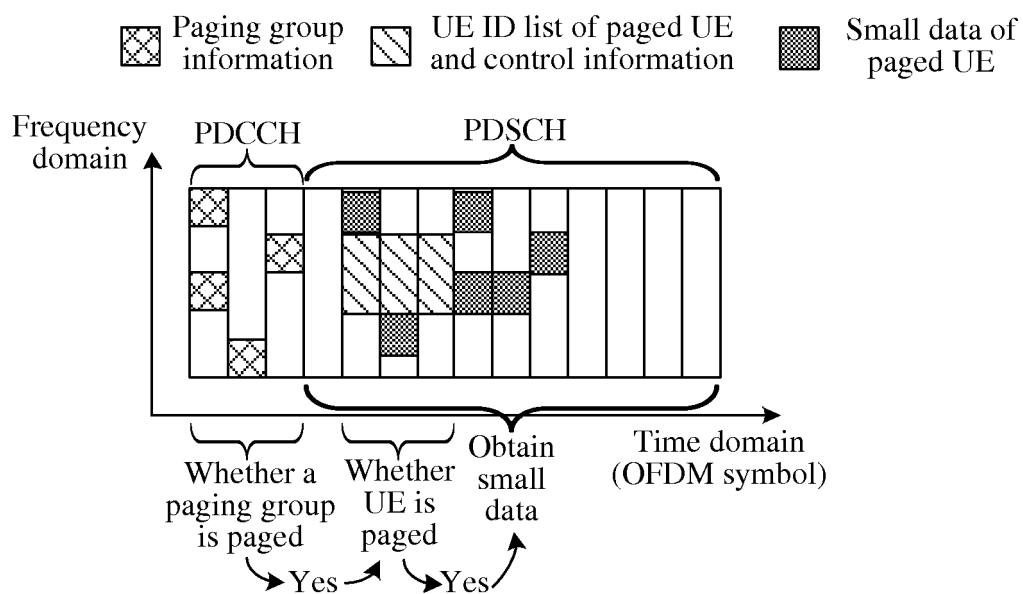 Paging group
information
UE ID list of paged UE
and control information
Small data of
paged UE
Frequency
domain
PDCCH
PDSCH
Time domain
(OFDM symbol)
Whether a
paging group
is paged
Yes
Whether
UE is
paged
Yes
Obtain
small
data